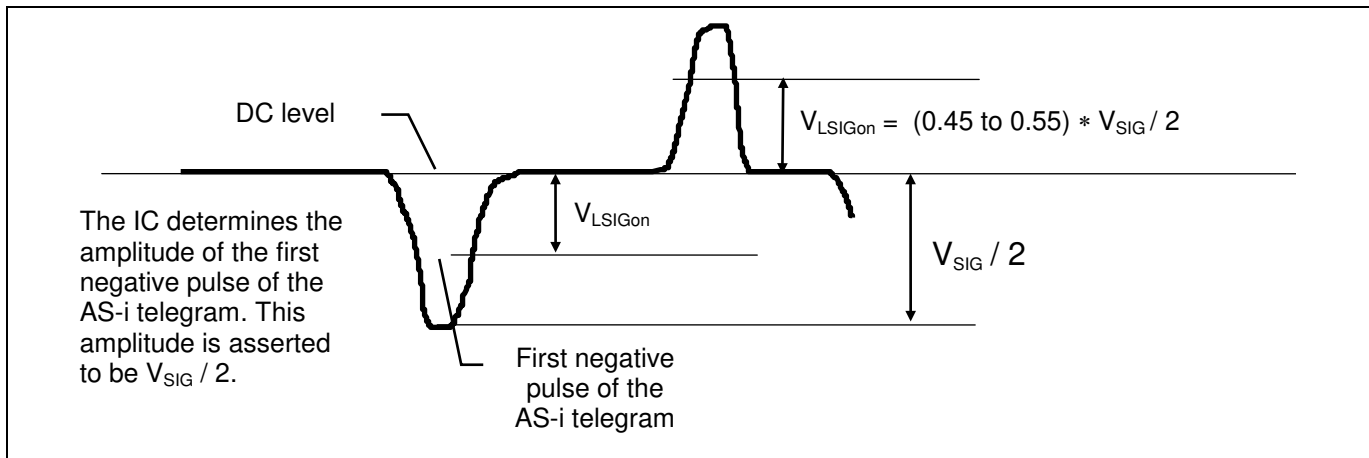 DC level
V_LSIGon = (0.45 to 0.55) * V_SIG / 2
The IC determines the
amplitude of the first
negative pulse of the
AS-i telegram. This
amplitude is asserted
to be V_SIG / 2.
V_LSIGon
V_SIG / 2
First negative
pulse of the
AS-i telegram